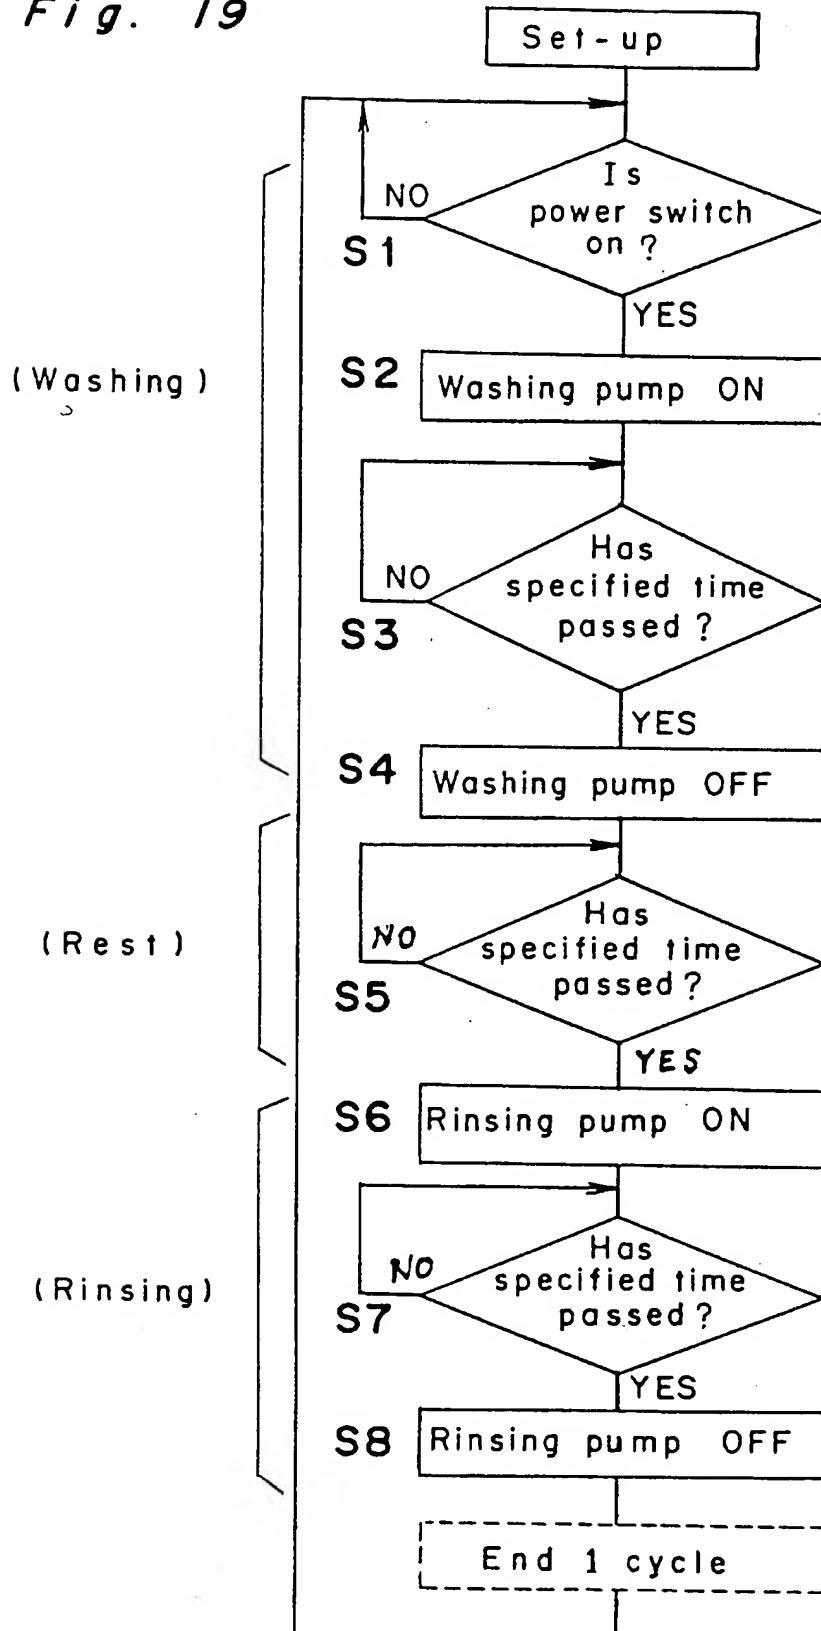 Fig. 19
Set-up
Is
power switch
on ?
NO
S1
YES
(Washing)
S2
Washing pump ON
Has
specified time
passed ?
NO
S3
YES
S4
Washing pump OFF
(Rest)
Has
specified time
passed ?
NO
S5
YES
S6
Rinsing pump ON
(Rinsing)
Has
specified time
passed ?
NO
S7
YES
S8
Rinsing pump OFF
End 1 cycle